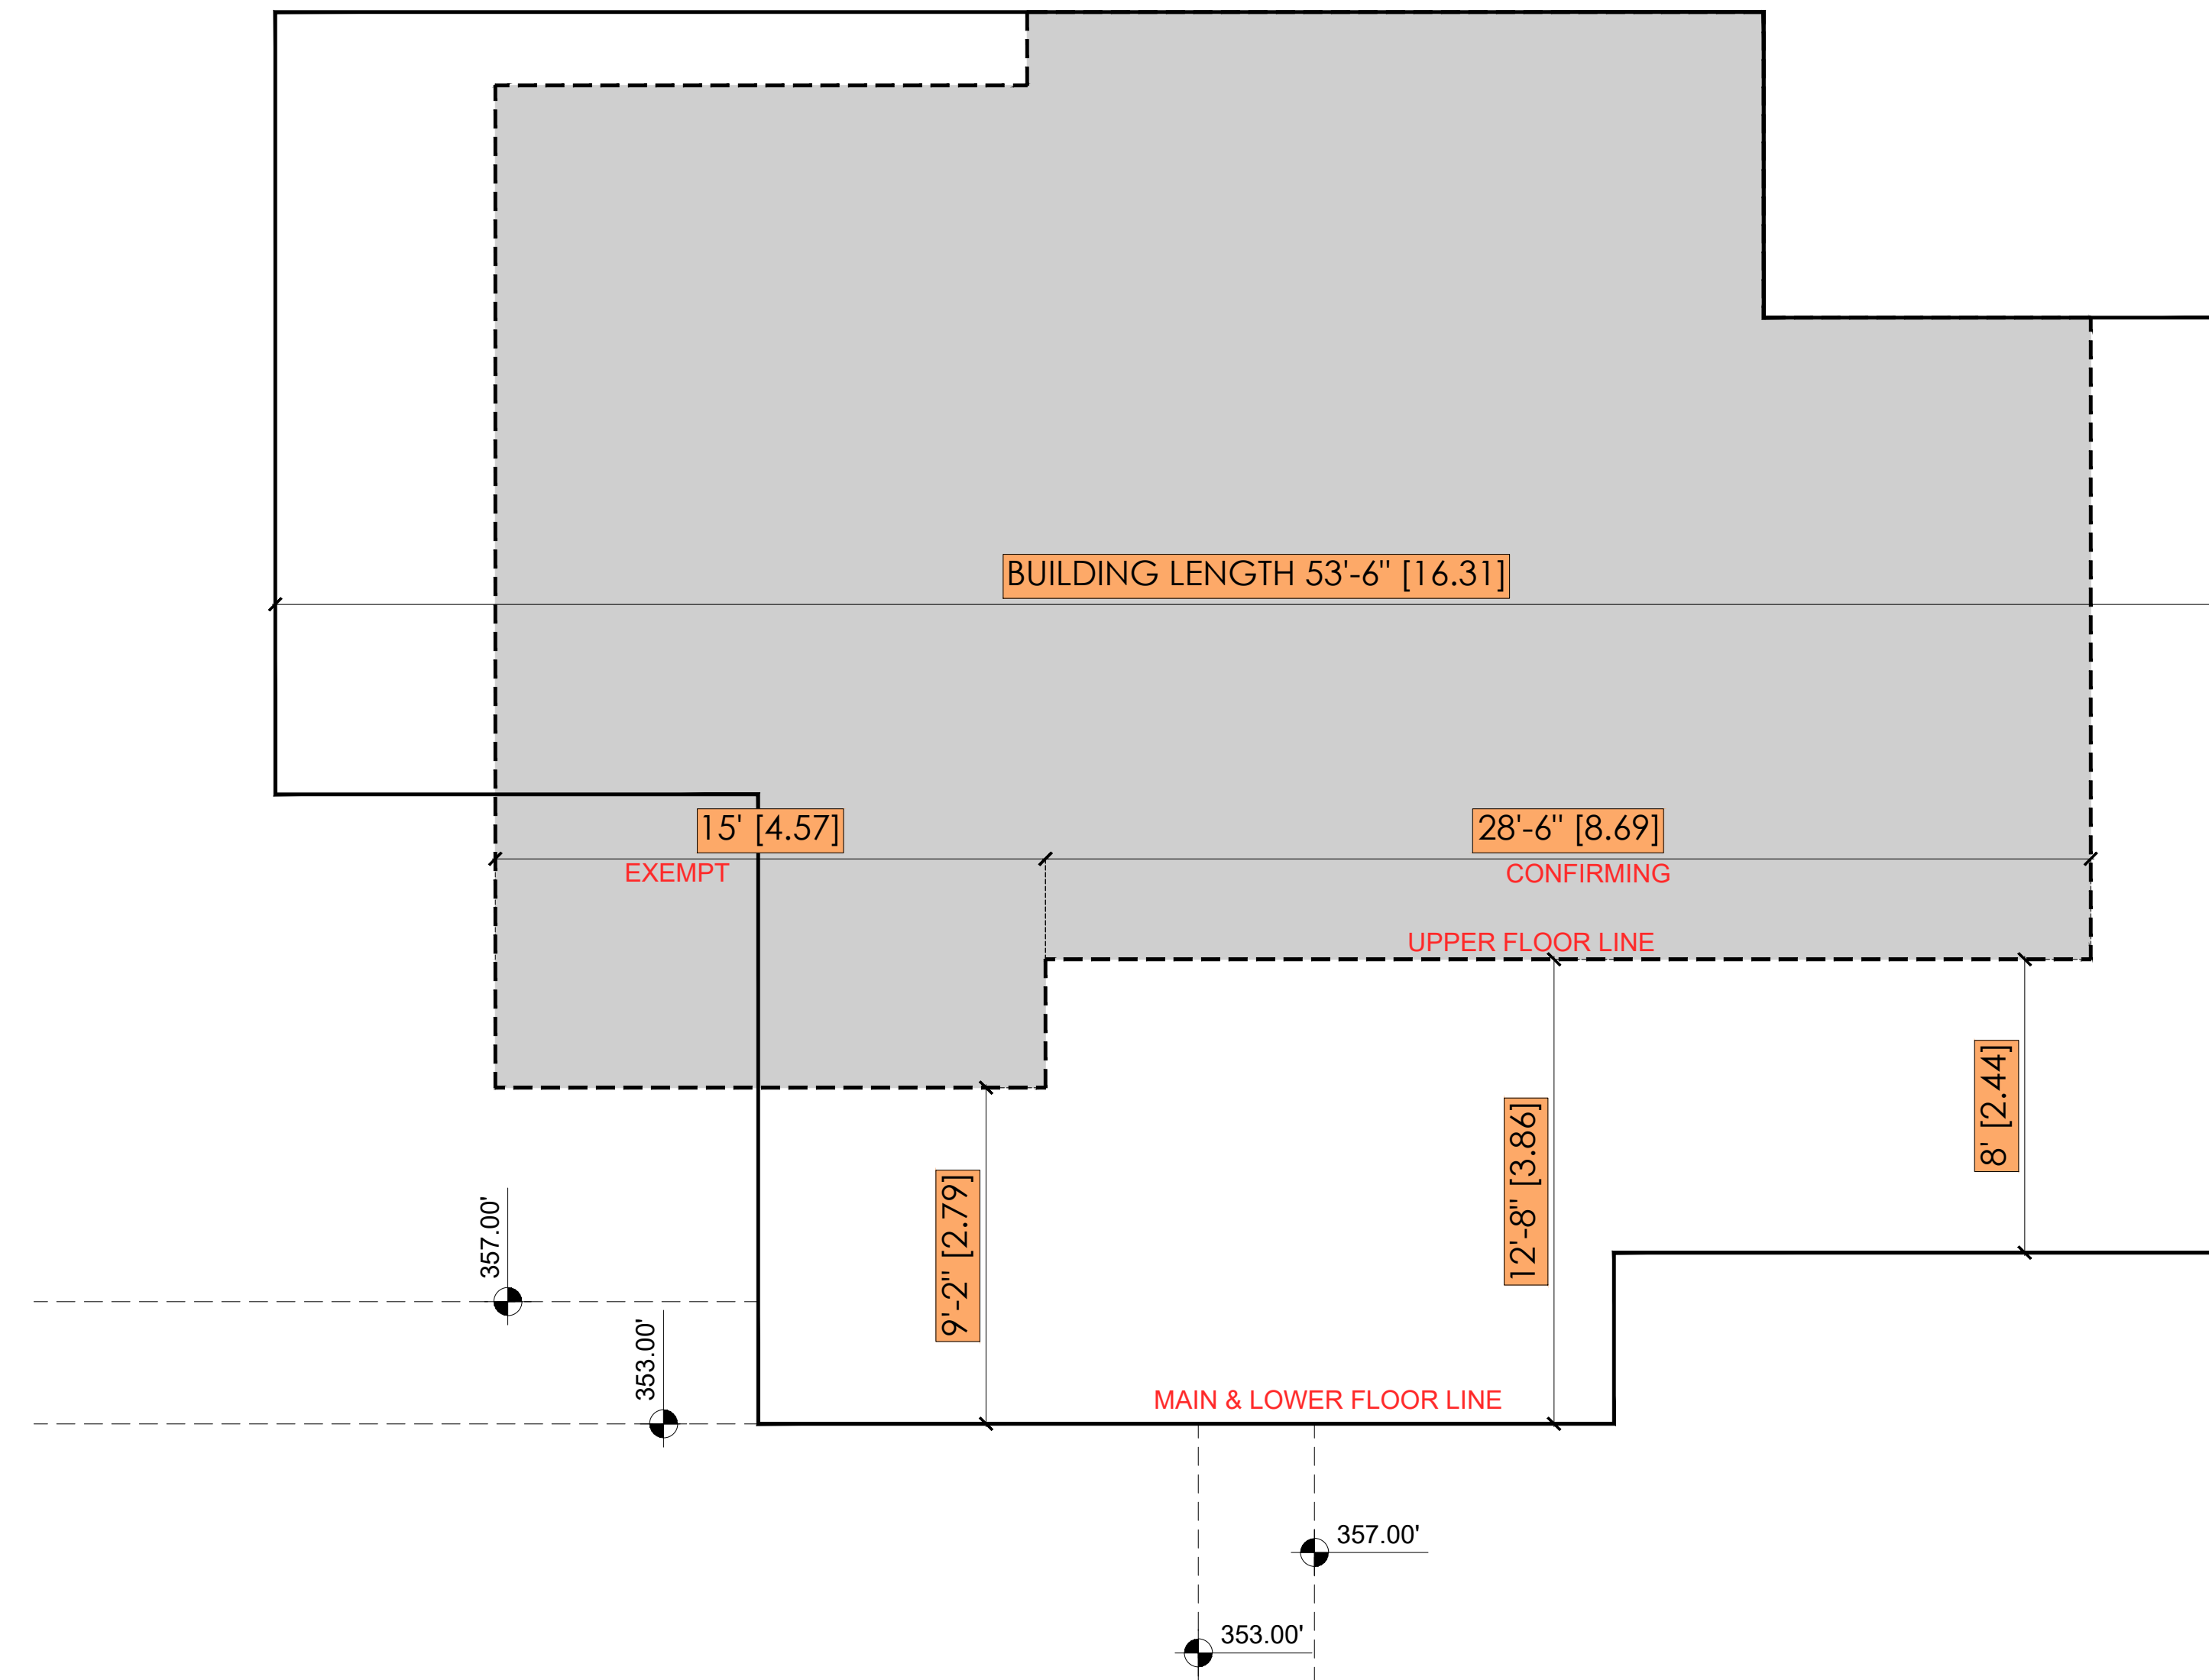 BUILDING LENGTH 53'-6" [16.31]
15' [4.57]
28'-6" [8.69]
EXEMPT
CONFIRMING
UPPER FLOOR LINE
8' [2.44]
12'-8" [3.86]
9'-2" [2.79]
357.00'
353.00'
MAIN & LOWER FLOOR LINE
357.00'
353.00'